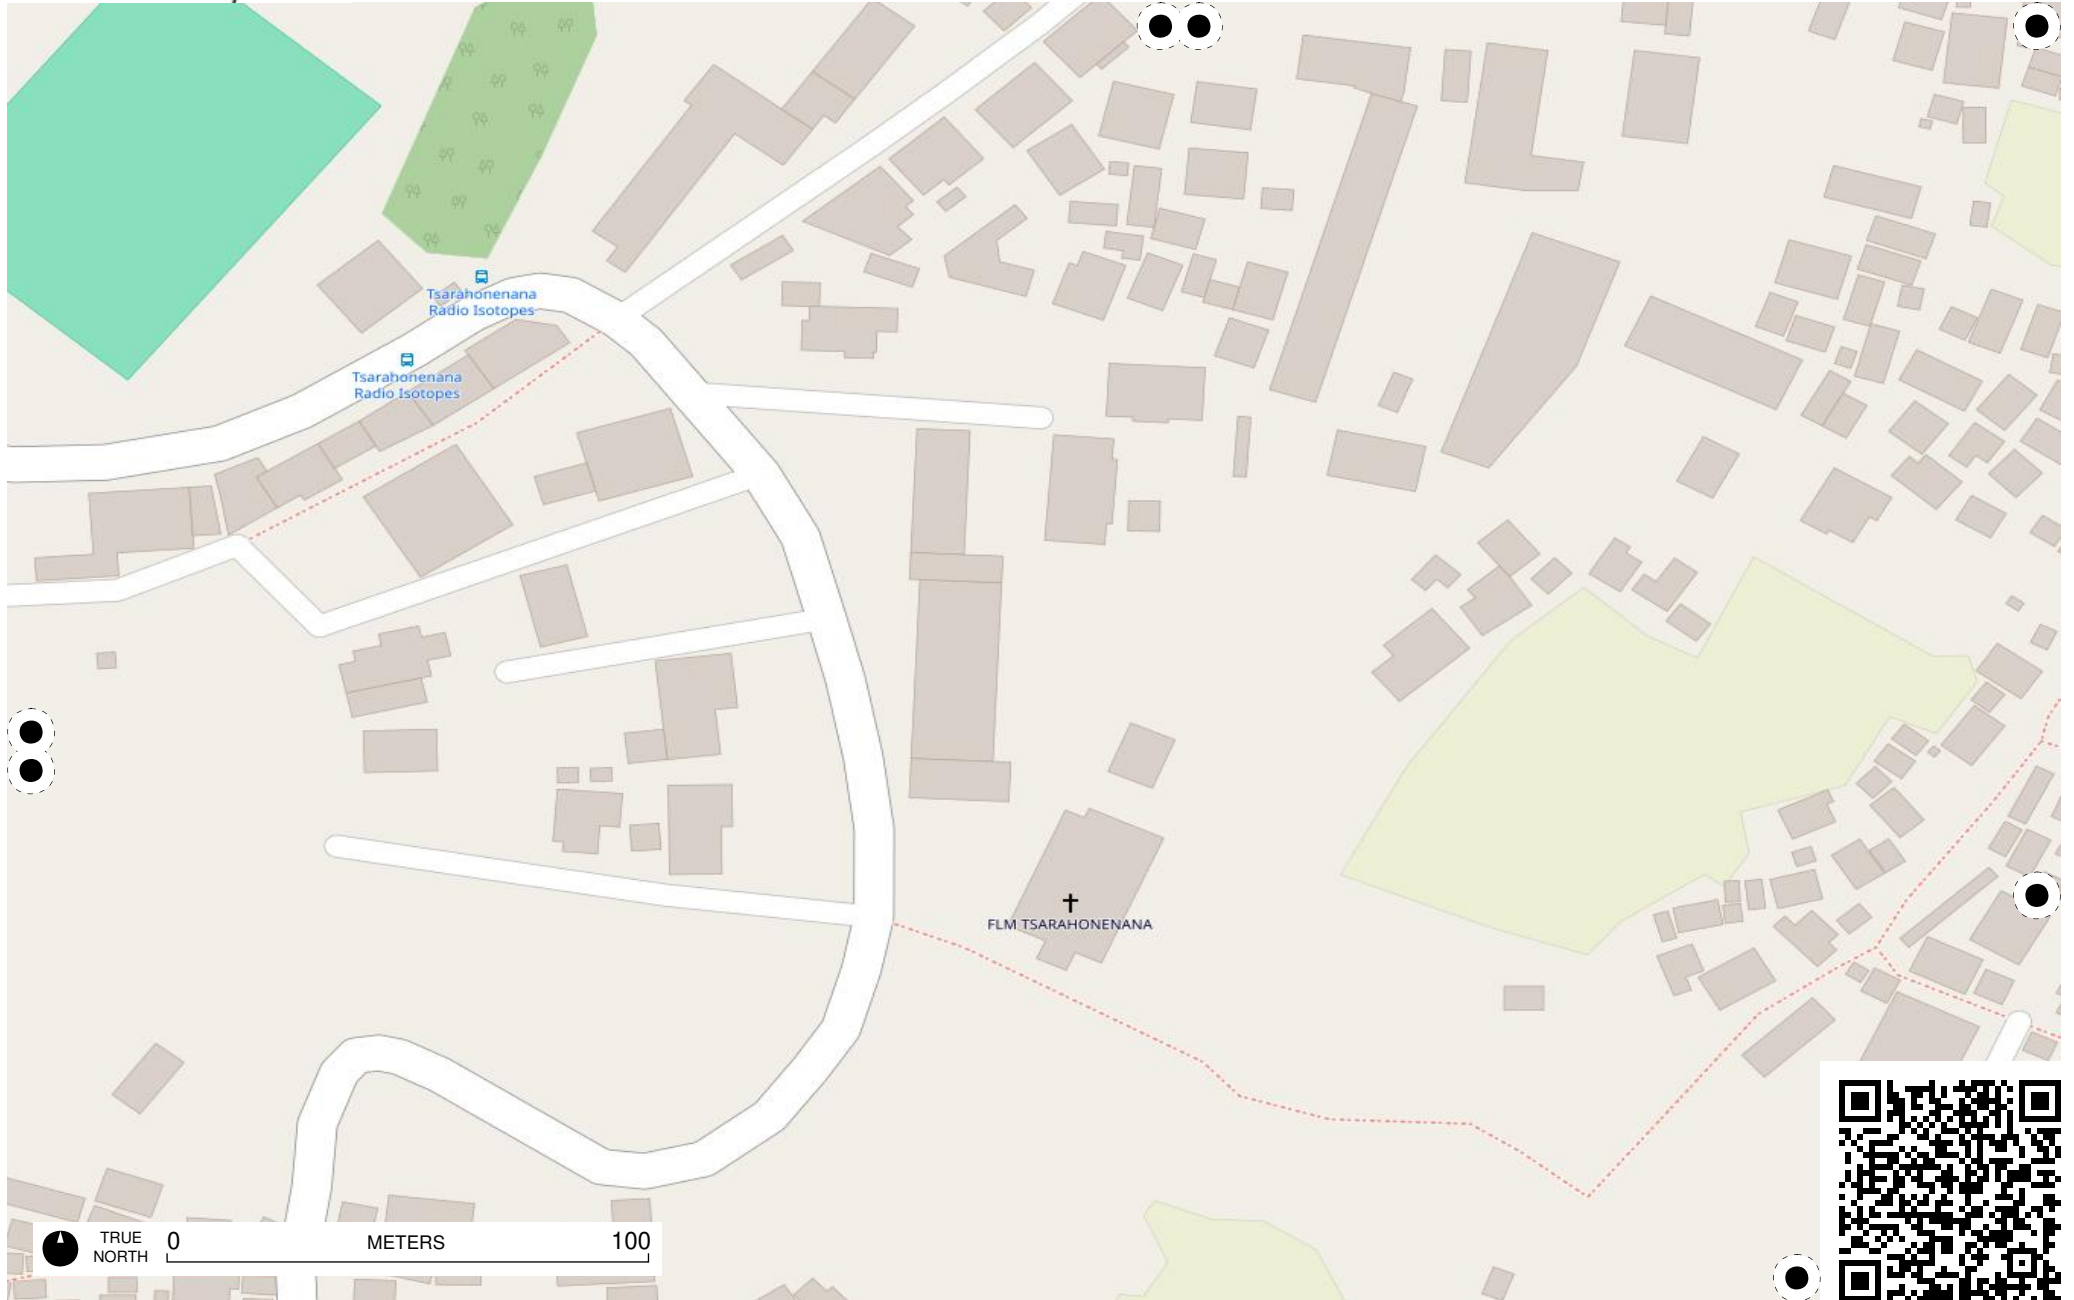 Tsarahonenana
Radio Isotopes
Tsarahonenana
Radio Isotopes
FLM TSARAHONENANA
TRUE
NORTH
0 METERS 100